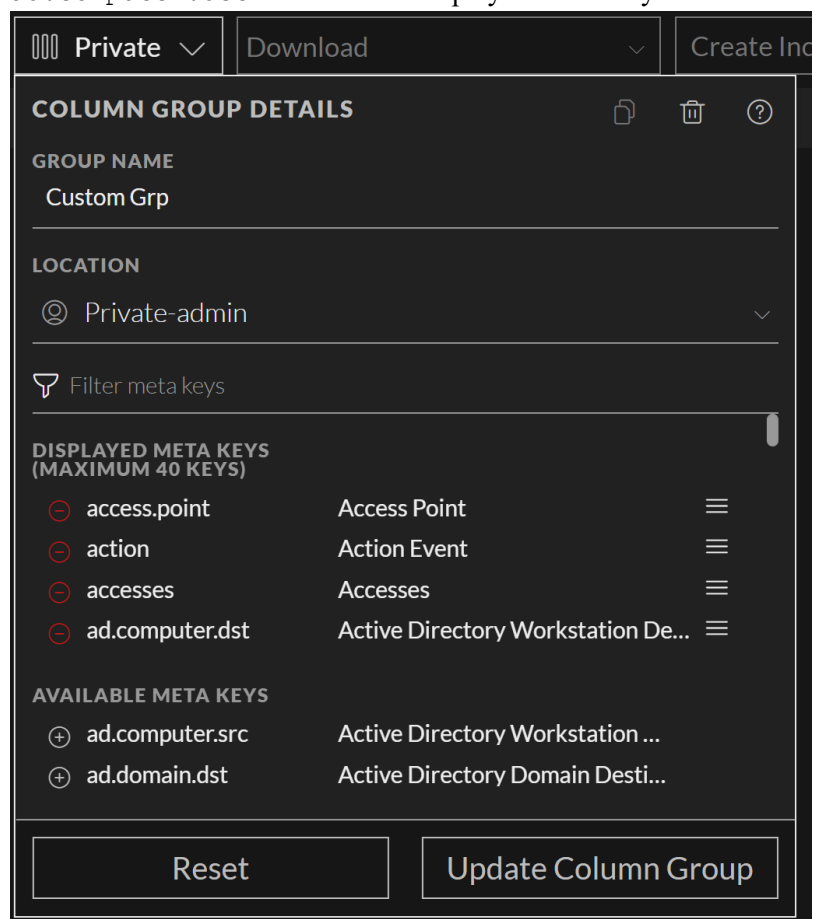 Private Download Create Inc
COLUMN GROUP DETAILS
GROUP NAME
Custom Grp
LOCATION
Private-admin
Filter meta keys
DISPLAYED META KEYS
(MAXIMUM 40 KEYS)
access.point Access Point
action Action Event
accesses Accesses
ad.computer.dst Active Directory Workstation De...
AVAILABLE META KEYS
ad.computer.src Active Directory Workstation ...
ad.domain.dst Active Directory Domain Desti...
Reset Update Column Group